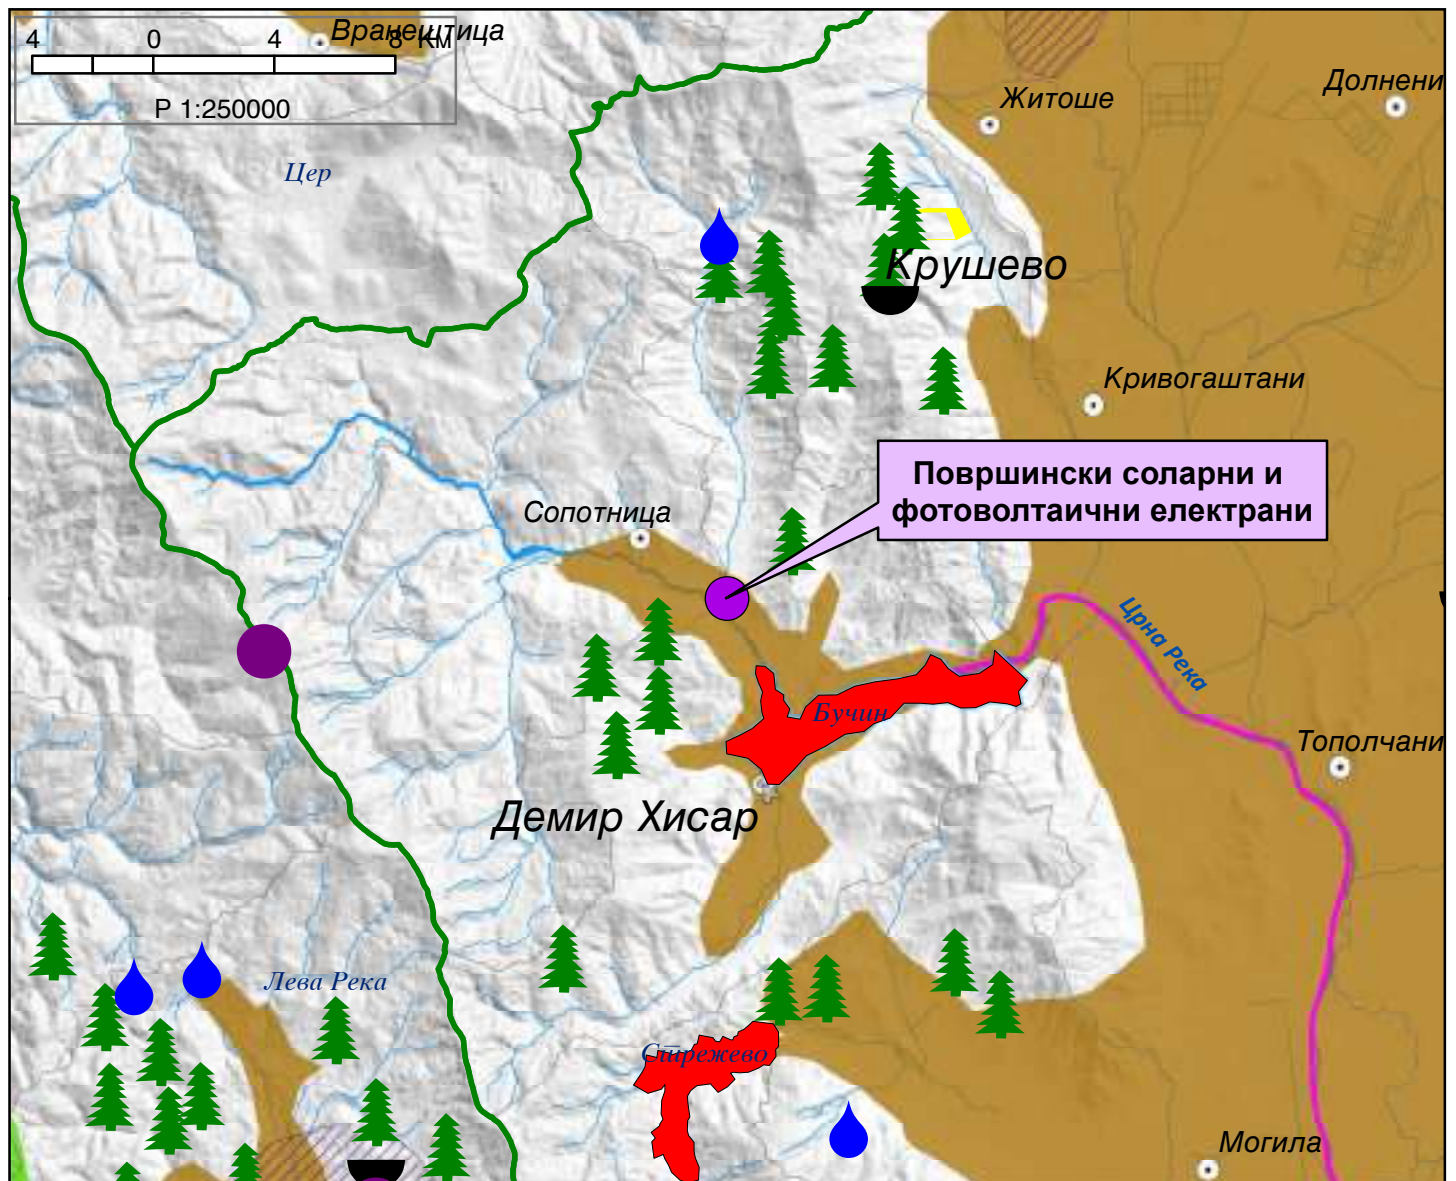 Вранештица
4 0 4 8 Км
Р 1:250000
Долнени
Житоше
Цер
Крушево
Кривогаштани
Површински соларни и
фотоволтаични електрани
Сопотница
Црна Река
Бучин
Тополчани
Демир Хисар
Лева Река
Стрежево
Могила